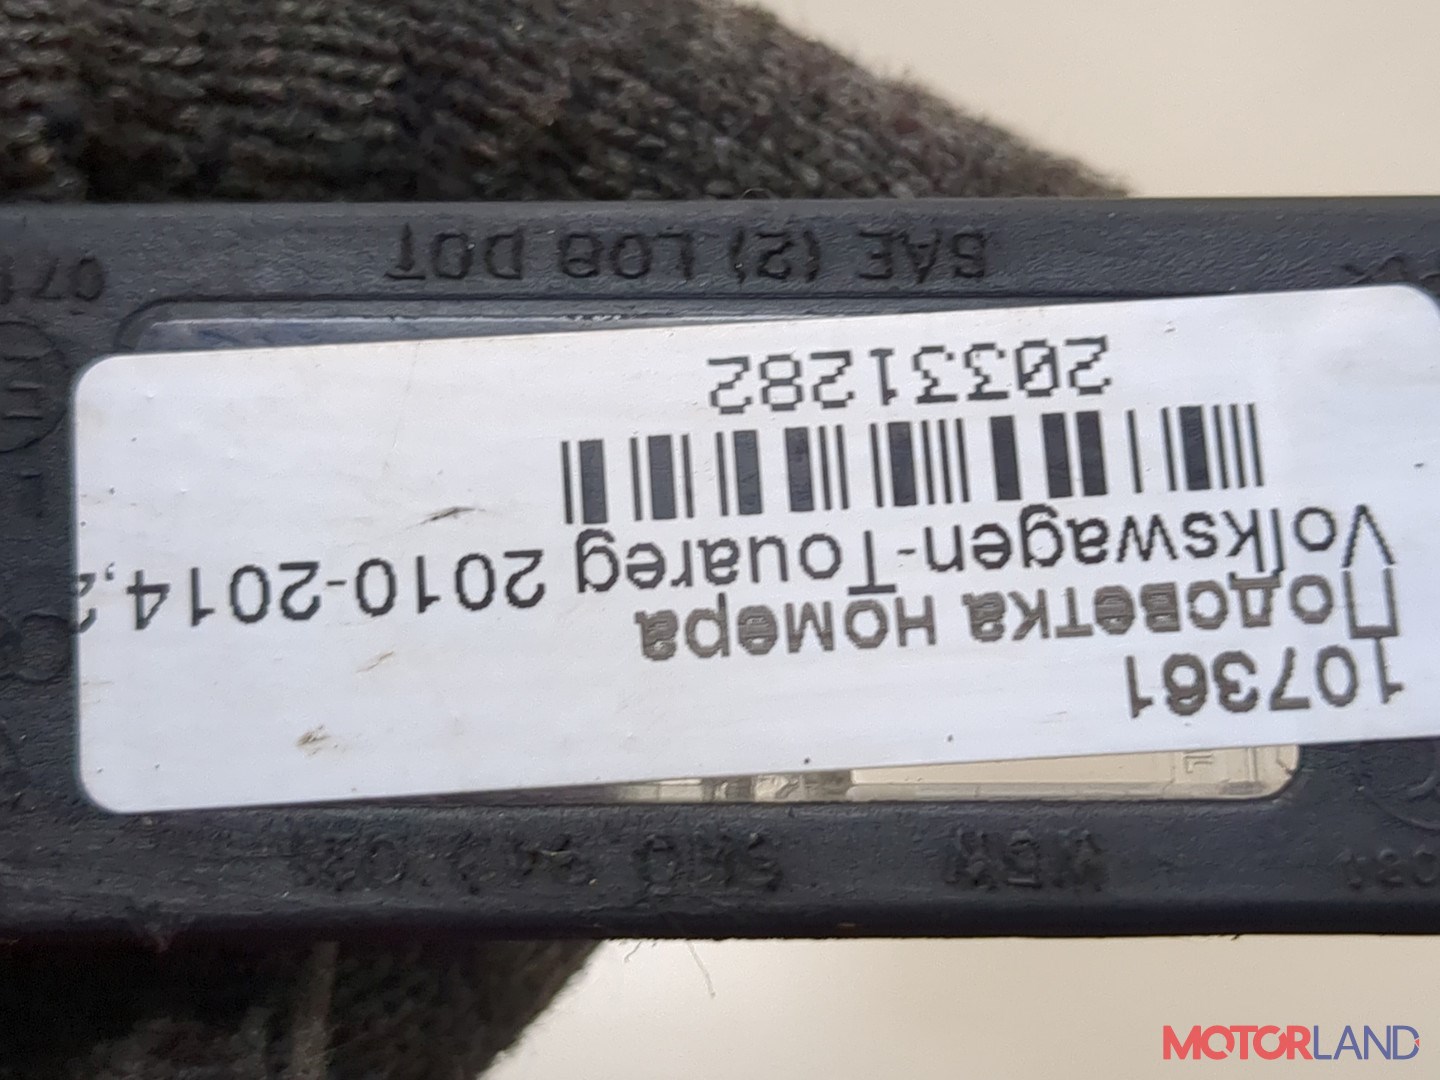 107361
Подсветка номера
Volkswagen-Touareg 2010-2014,
20331282
SAE (2) L08 DOT
MOTORLAND